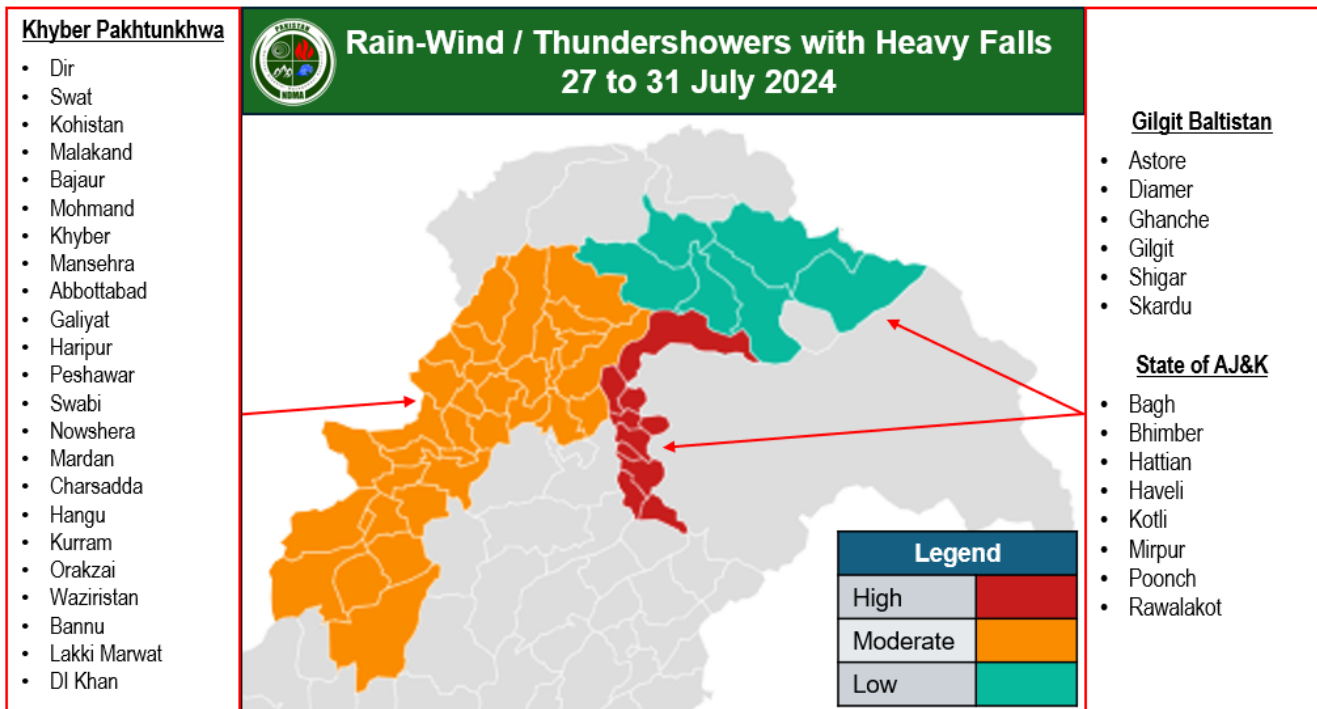 Khyber Pakhtunkhwa
• Dir
• Swat
• Kohistan
• Malakand
• Bajaur
• Mohmand
• Khyber
• Mansehra
• Abbottabad
• Galiyat
• Haripur
• Peshawar
• Swabi
• Nowshera
• Mardan
• Charsadda
• Hangu
• Kurram
• Orakzai
• Waziristan
• Bannu
• Lakki Marwat
• DI Khan
PAKISTAN
NDMA
Rain-Wind / Thundershowers with Heavy Falls
27 to 31 July 2024
Legend
High
Moderate
Low
Gilgit Baltistan
• Astore
• Diamer
• Ghanche
• Gilgit
• Shigar
• Skardu
State of AJ&K
• Bagh
• Bhimber
• Hattian
• Haveli
• Kotli
• Mirpur
• Poonch
• Rawalakot